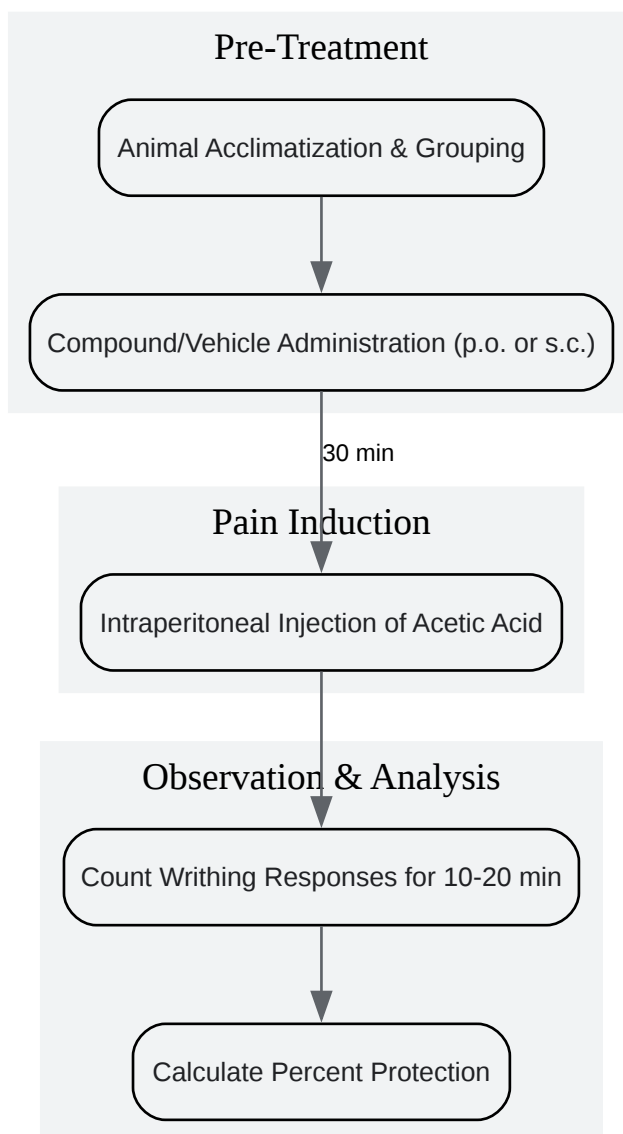 Pre-Treatment
Animal Acclimatization & Grouping
Compound/Vehicle Administration (p.o. or s.c.)
30 min
Pain Induction
Intraperitoneal Injection of Acetic Acid
Observation & Analysis
Count Writhing Responses for 10-20 min
Calculate Percent Protection